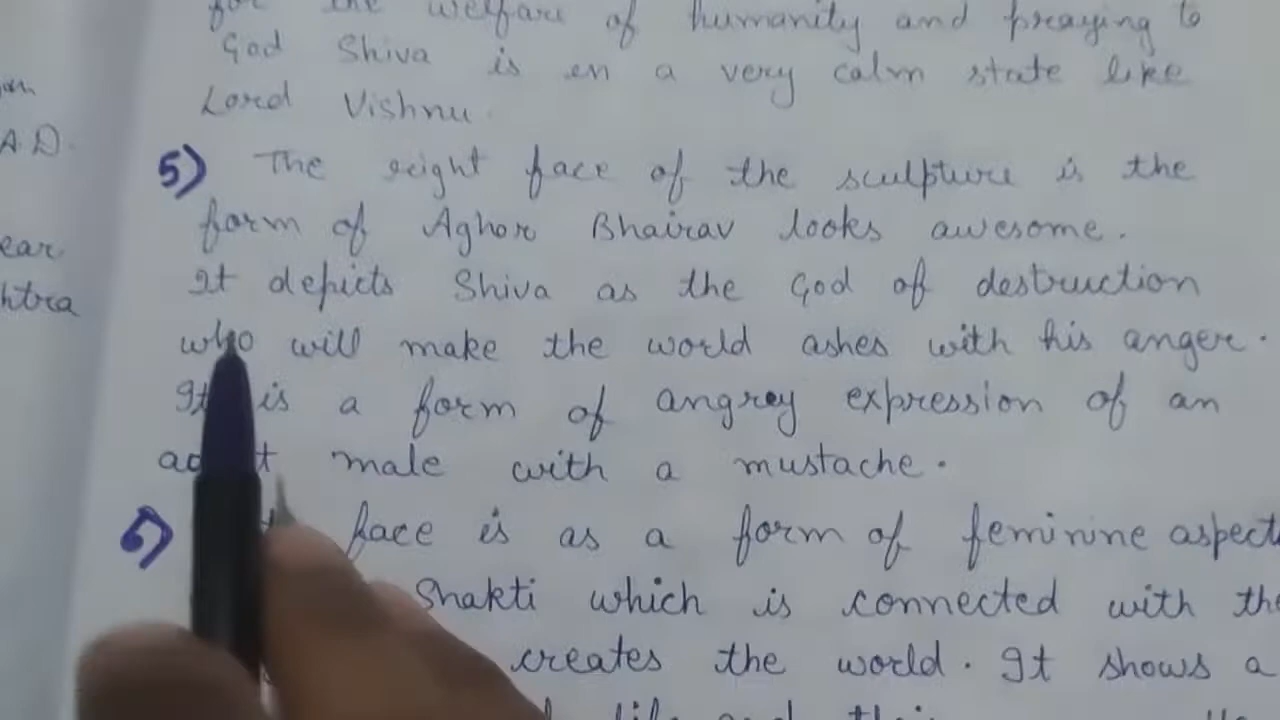 for the welfare of humanity and praying to
God Shiva is in a very calm state like
Lord Vishnu.
A.D.
5) The right face of the sculpture is the
form of Aghor Bhairav looks awesome.
ear
It depicts Shiva as the God of destruction
htra
who will make the world ashes with his anger.
It is a form of angrey expression of an
male with a mustache.
6) face is as a form of feminine aspect
Shakti which is connected with the
creates the world. It shows a